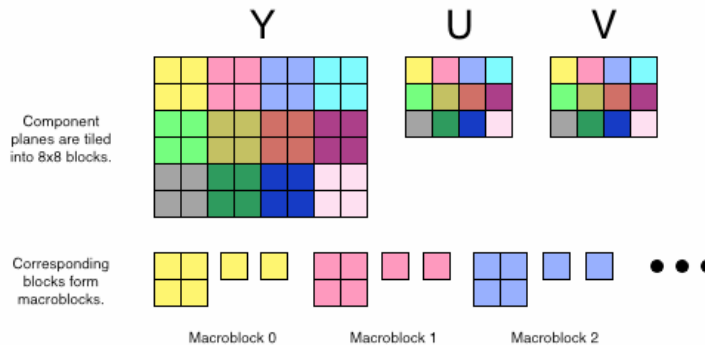 Y U V
Component
planes are tiled
into 8x8 blocks.
Corresponding
blocks form
macroblocks.
Macroblock 0 Macroblock 1 Macroblock 2